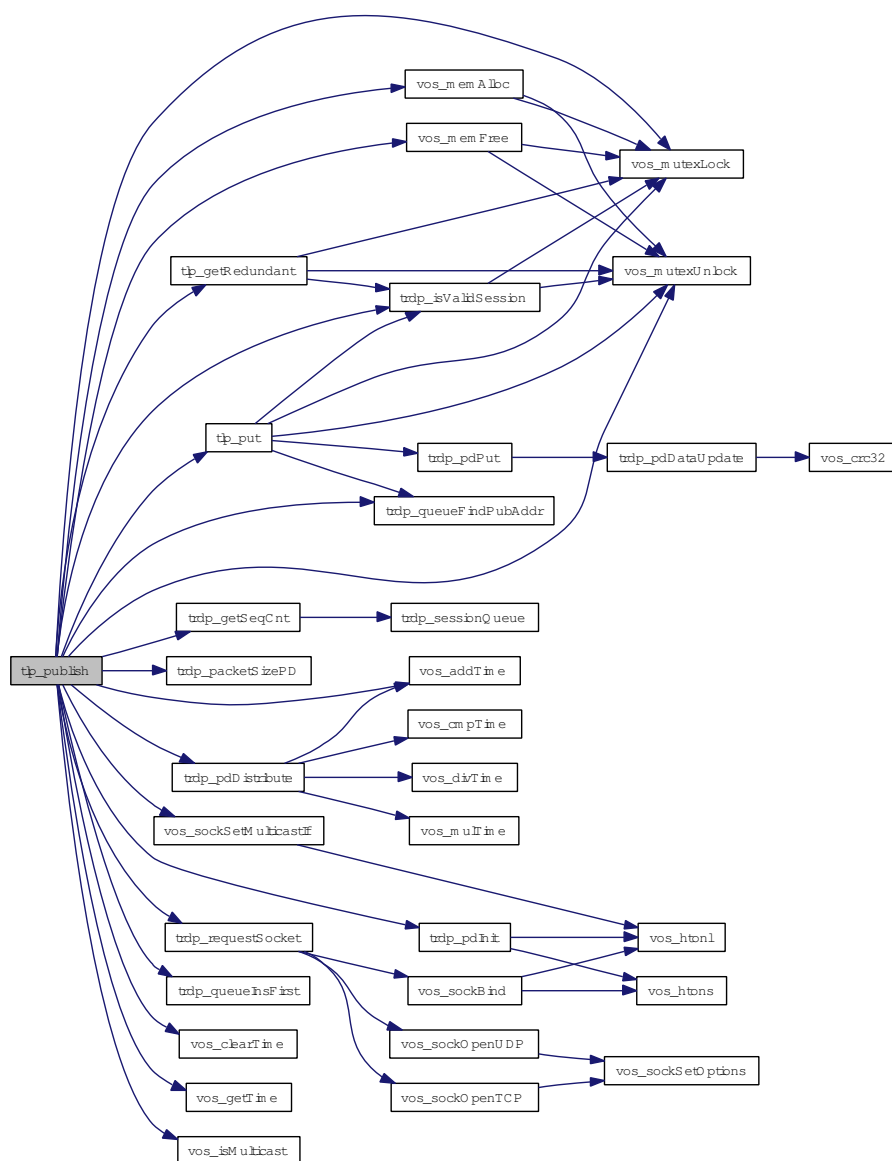 vos_memAlloc
vos_memFree
vos_mutexLock
tlp_getRedundant
vos_mutexUnlock
trdp_isValidSession
tlp_put
trdp_pdPut
trdp_pdDataUpdate
vos_crc32
trdp_queueFindPubAddr
trdp_getSeqCnt
trdp_sessionQueue
tlp_publish
trdp_packetSizePD
vos_addTime
vos_cmpTime
trdp_pdDistribute
vos_divTime
vos_sockSetMulticastIf
vos_mulTime
trdp_requestSocket
trdp_pdInit
vos_htonl
trdp_queueInsFirst
vos_sockBind
vos_htons
vos_clearTime
vos_sockOpenUDP
vos_sockSetOptions
vos_getTime
vos_sockOpenTCP
vos_isMulticast